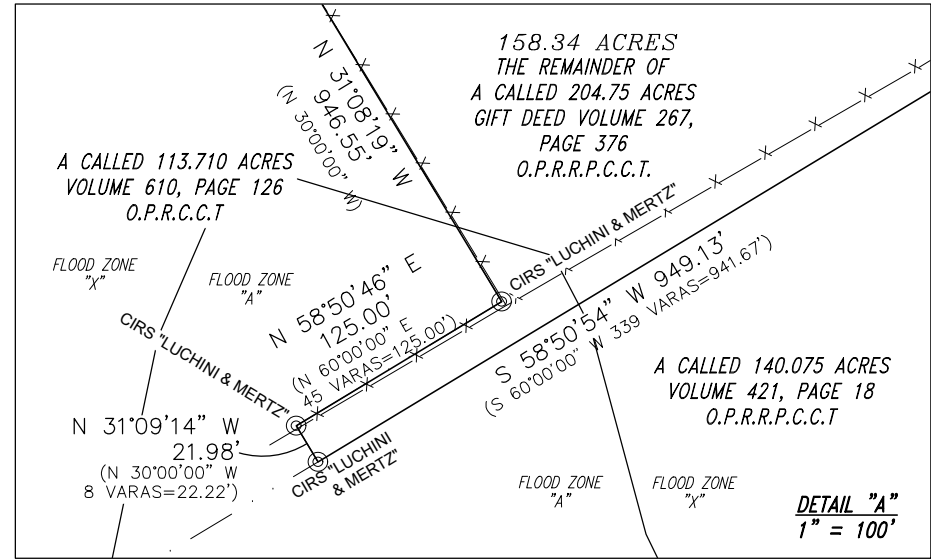 N 31°08'19" W
946.55'
(N 30°00'00" W)
158.34 ACRES
THE REMAINDER OF
A CALLED 204.75 ACRES
GIFT DEED VOLUME 267,
PAGE 376
O.P.R.R.P.C.C.T.
A CALLED 113.710 ACRES
VOLUME 610, PAGE 126
O.P.R.C.C.T
FLOOD ZONE
"X"
FLOOD ZONE
"A"
CIRS "LUCHINI & MERTZ"
N 58°50'46" E
125.00'
(N 60°00'00" E
45 VARAS=125.00')
CIRS "LUCHINI & MERTZ"
S 58°50'54" W 949.13'
(S 60°00'00" W 339 VARAS=941.67')
A CALLED 140.075 ACRES
VOLUME 421, PAGE 18
O.P.R.R.P.C.C.T
N 31°09'14" W
21.98'
(N 30°00'00" W
8 VARAS=22.22')
CIRS "LUCHINI
& MERTZ"
FLOOD ZONE
"A"
FLOOD ZONE
"X"
DETAIL "A"
1" = 100'